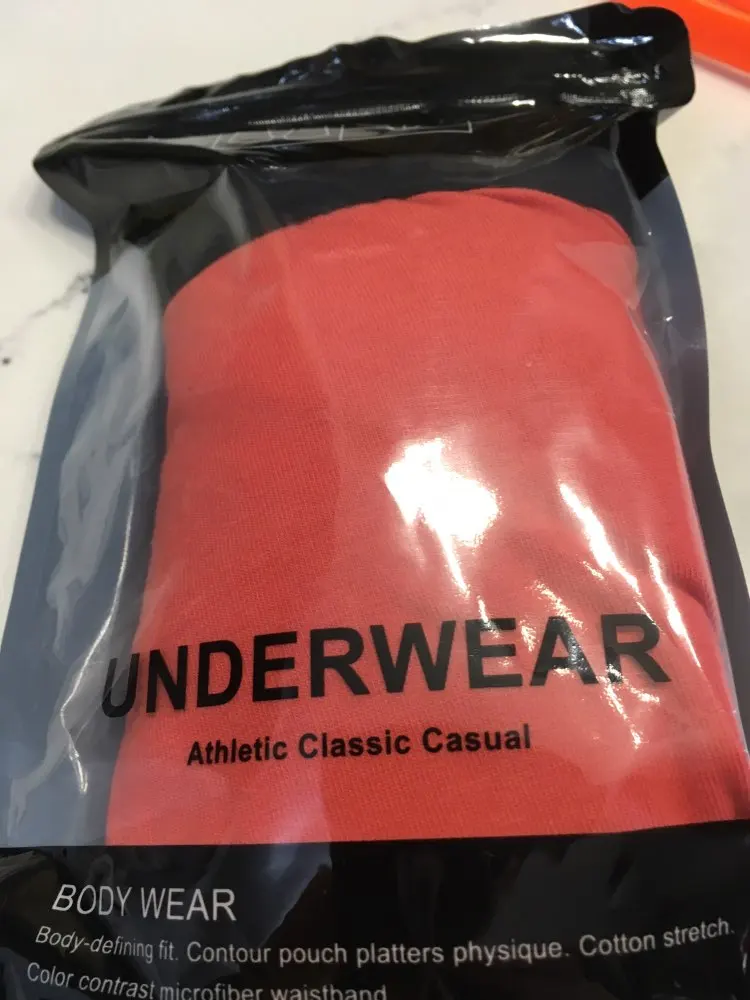 UNDERWEAR
Athletic Classic Casual
BODY WEAR
Body-defining fit. Contour pouch platters physique. Cotton stretch.
Color contrast microfiber waistband